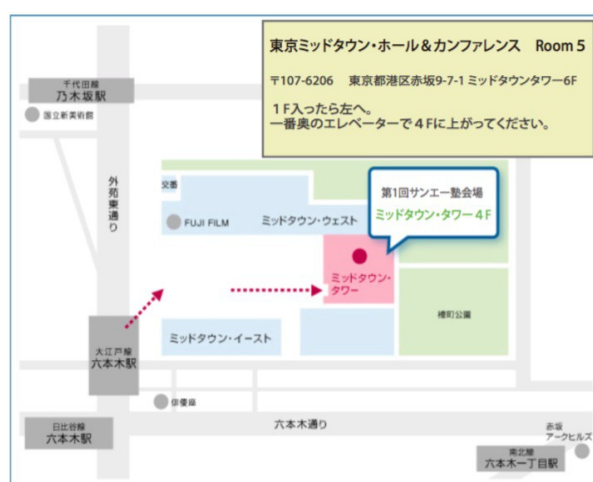 東京ミッドタウン・ホール＆カンファレンス Room 5
〒107-6206 東京都港区赤坂9-7-1 ミッドタウンタワー6F
１F入ったら左へ。
一番奥のエレベーターで４Fに上がってください。
千代田線
乃木坂駅
国立新美術館
外苑東通り
交番
FUJI FILM
ミッドタウン・ウェスト
第1回サンエー塾会場
ミッドタウン・タワー４F
ミッドタウン・
タワー
檜町公園
ミッドタウン・イースト
大江戸線
六本木駅
俳優座
日比谷線
六本木駅
六本木通り
赤坂
アークヒルズ
南北線
六本木一丁目駅